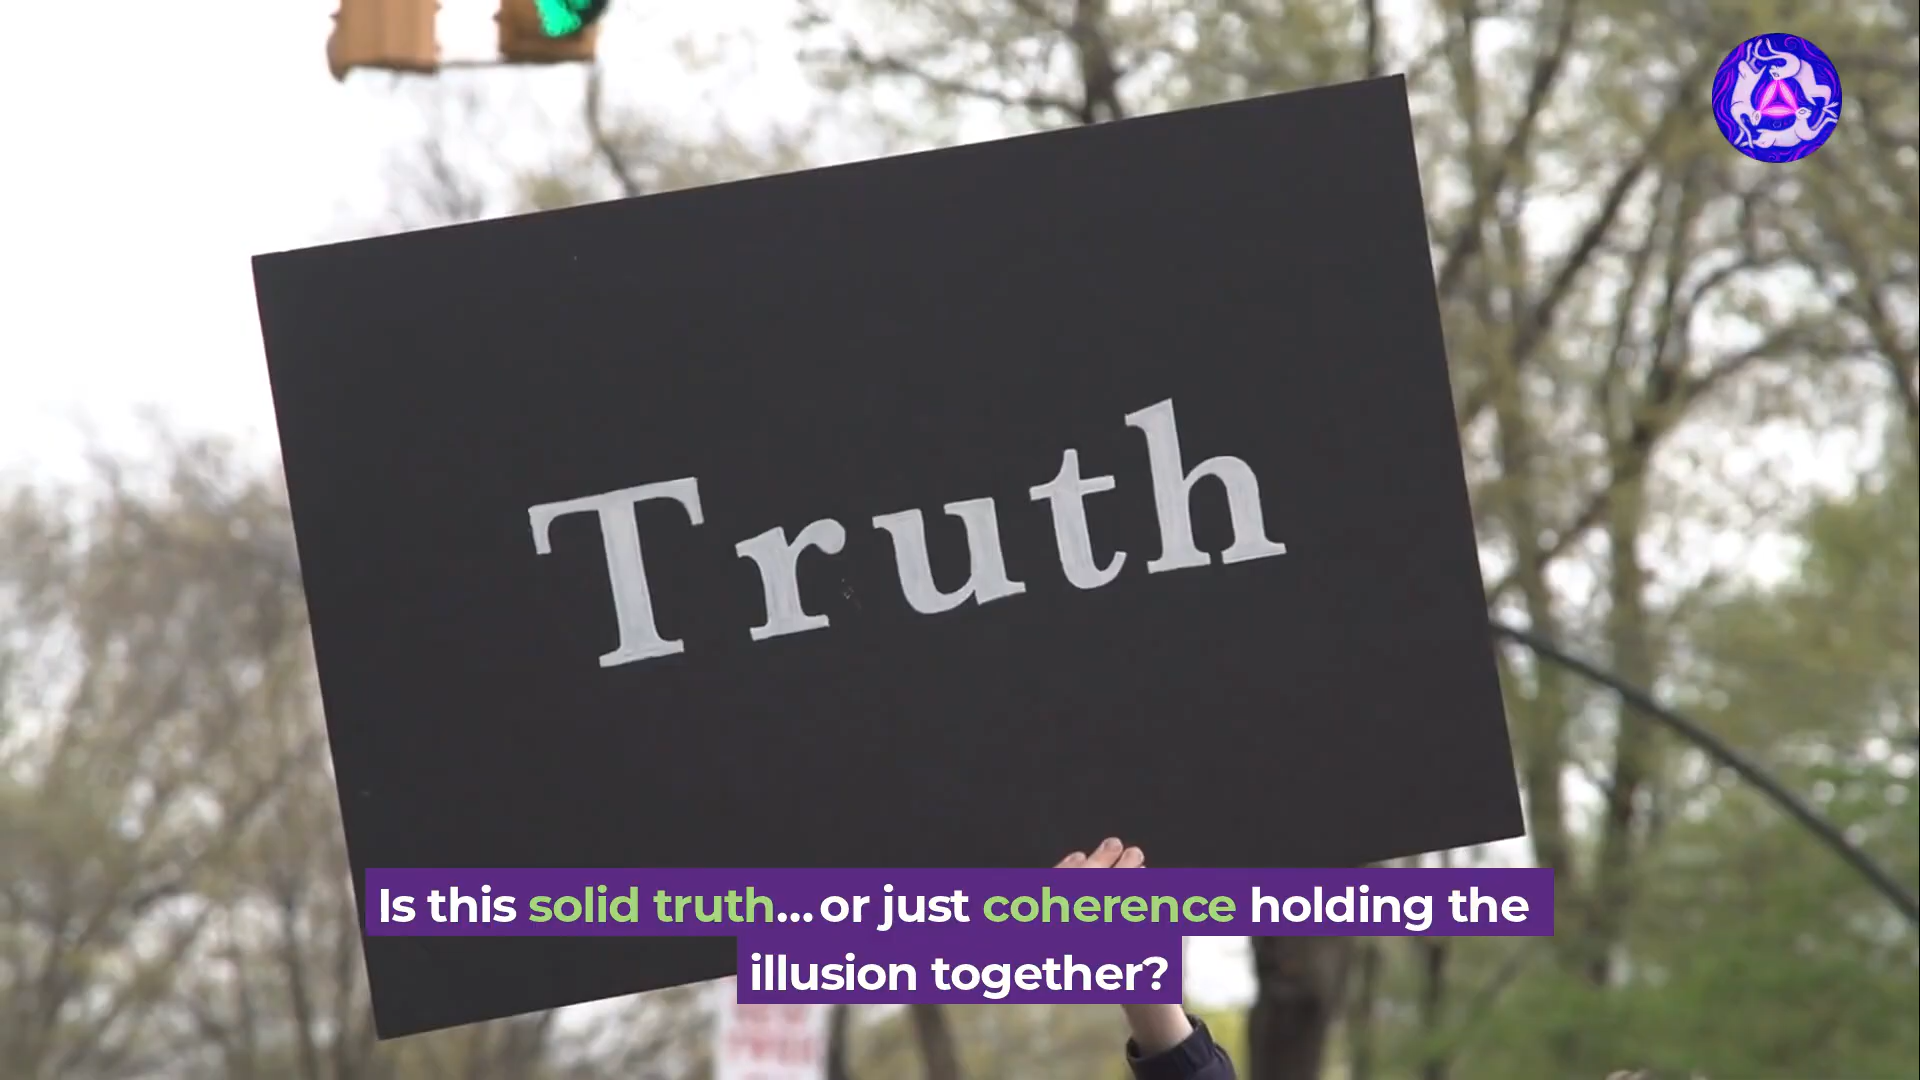 Truth
Is this solid truth... or just coherence holding the
illusion together?